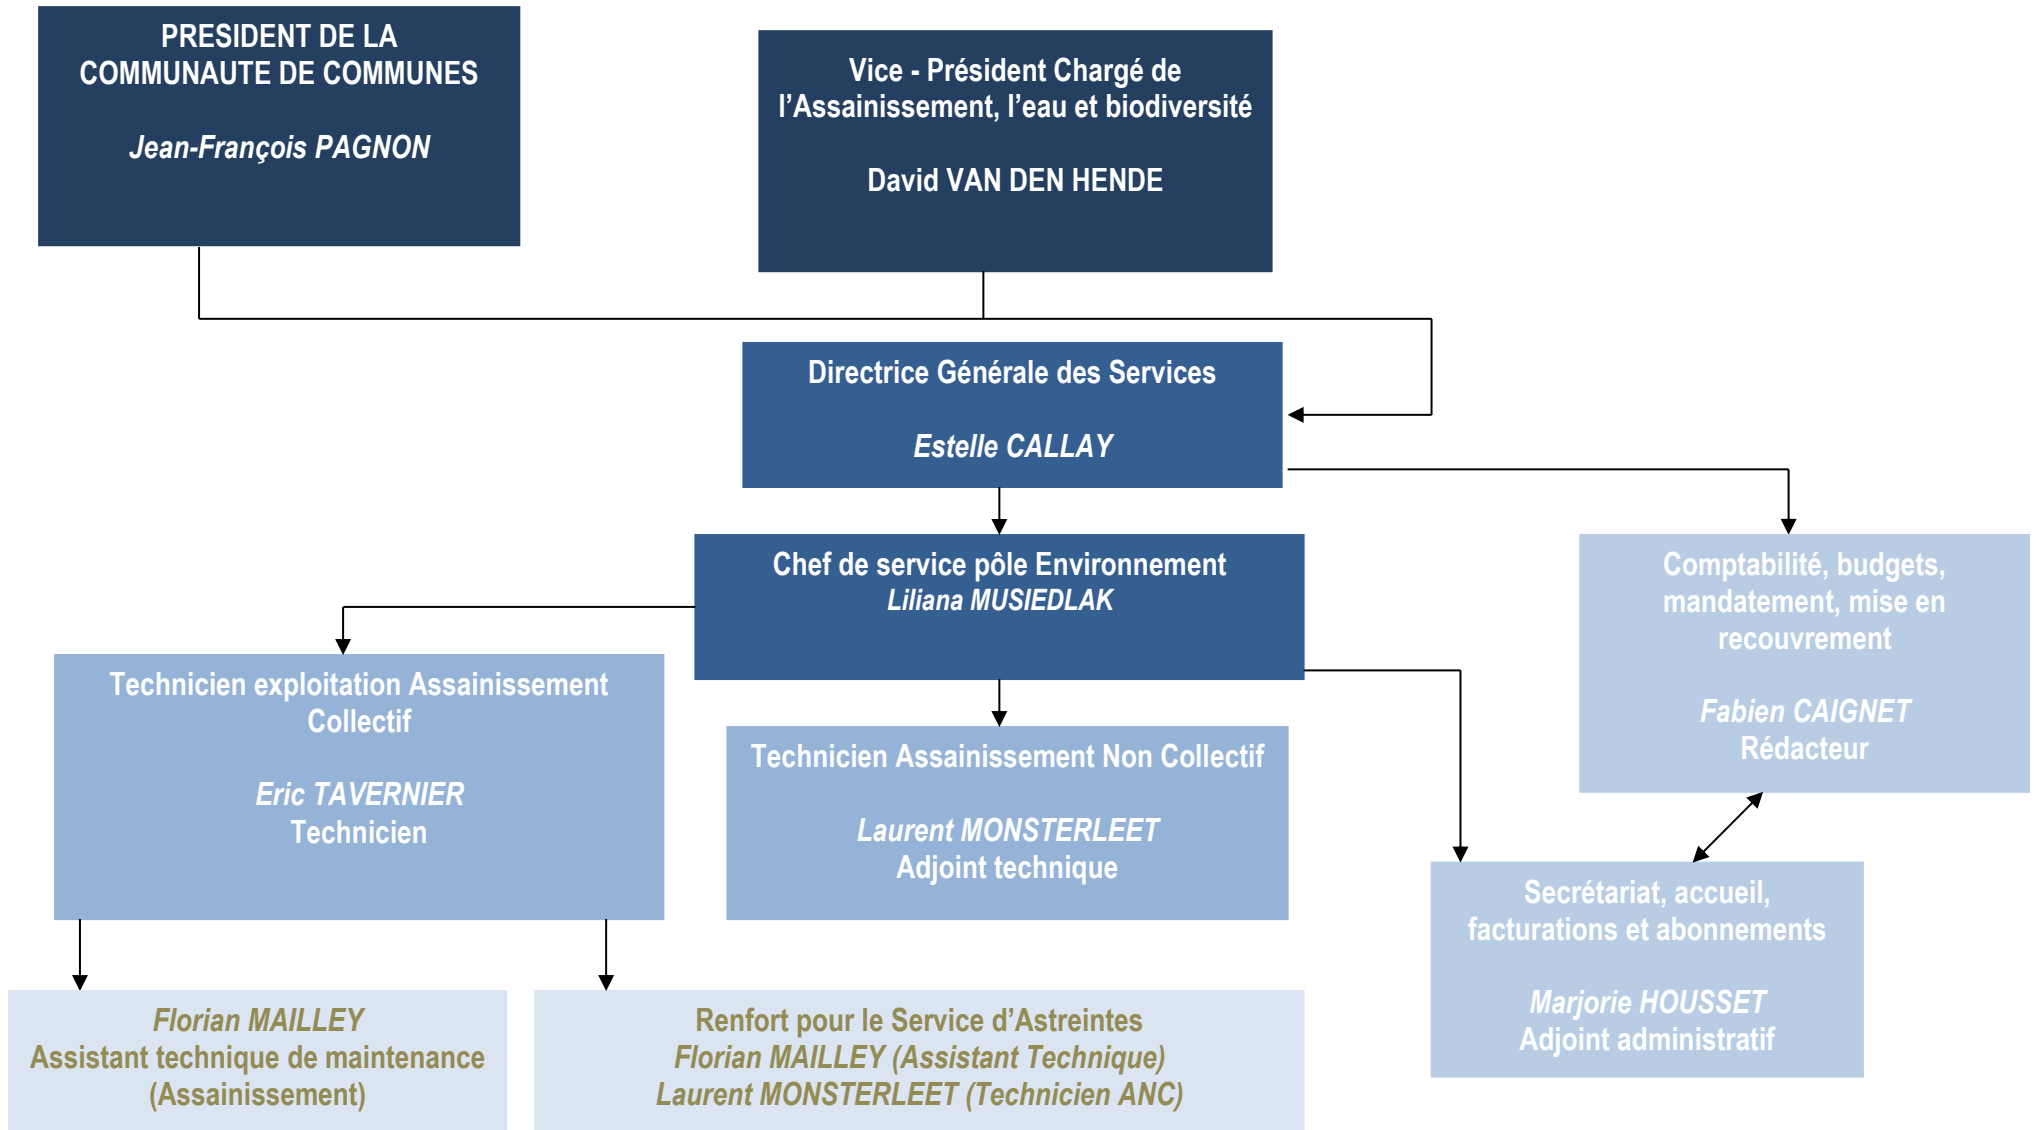 PRESIDENT DE LA
COMMUNAUTE DE COMMUNES
Jean-François PAGNON
Vice - Président Chargé de
l’Assainissement, l’eau et biodiversité
David VAN DEN HENDE
Directrice Générale des Services
Estelle CALLAY
Chef de service pôle Environnement
Liliana MUSIEDLAK
Comptabilité, budgets,
mandatement, mise en
recouvrement
Fabien CAIGNET
Rédacteur
Technicien exploitation Assainissement
Collectif
Eric TAVERNIER
Technicien
Technicien Assainissement Non Collectif
Laurent MONSTERLEET
Adjoint technique
Secrétariat, accueil,
facturations et abonnements
Marjorie HOUSSET
Adjoint administratif
Florian MAILLEY
Assistant technique de maintenance
(Assainissement)
Renfort pour le Service d’Astreintes
Florian MAILLEY (Assistant Technique)
Laurent MONSTERLEET (Technicien ANC)